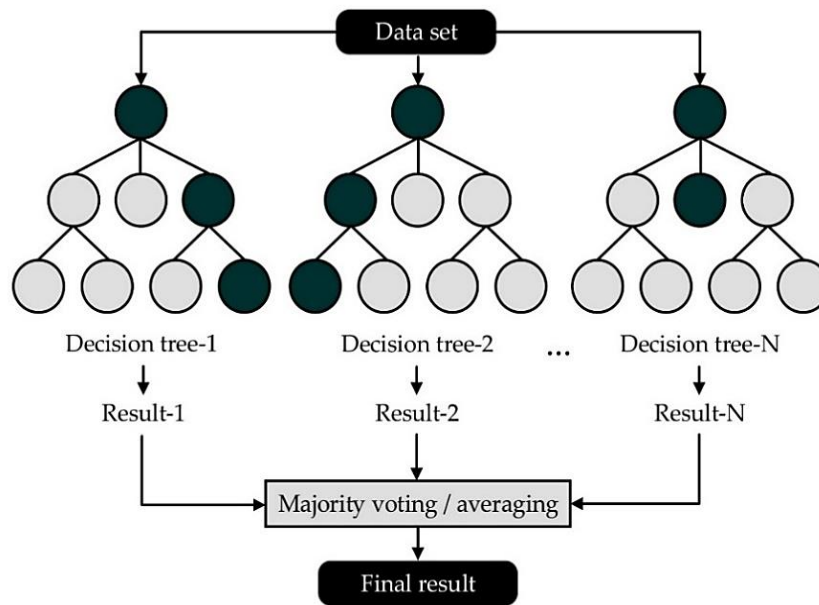 Data set
Decision tree-1
Decision tree-2
...
Decision tree-N
Result-1
Result-2
Result-N
Majority voting / averaging
Final result